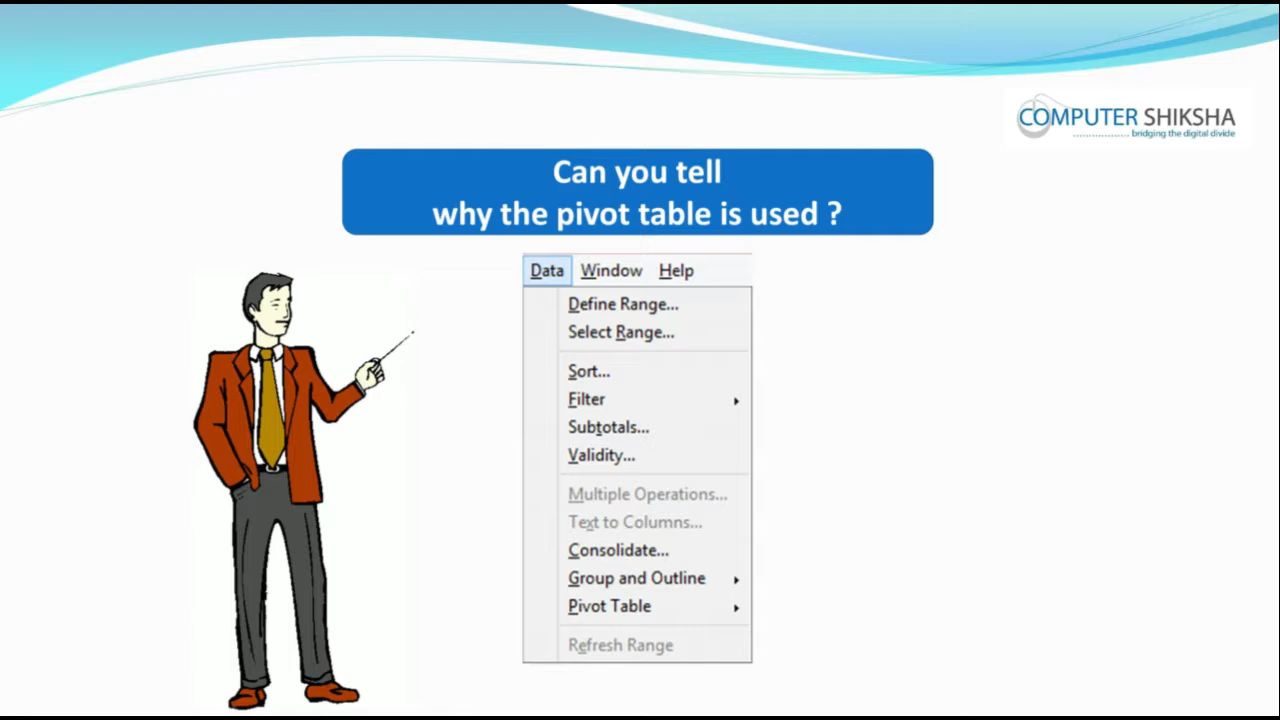 COMPUTER SHIKSHA
bridging the digital divide
Can you tell
why the pivot table is used ?
Data Window Help
Define Range...
Select Range...
Sort...
Filter
Subtotals...
Validity...
Multiple Operations...
Text to Columns...
Consolidate...
Group and Outline
Pivot Table
Refresh Range